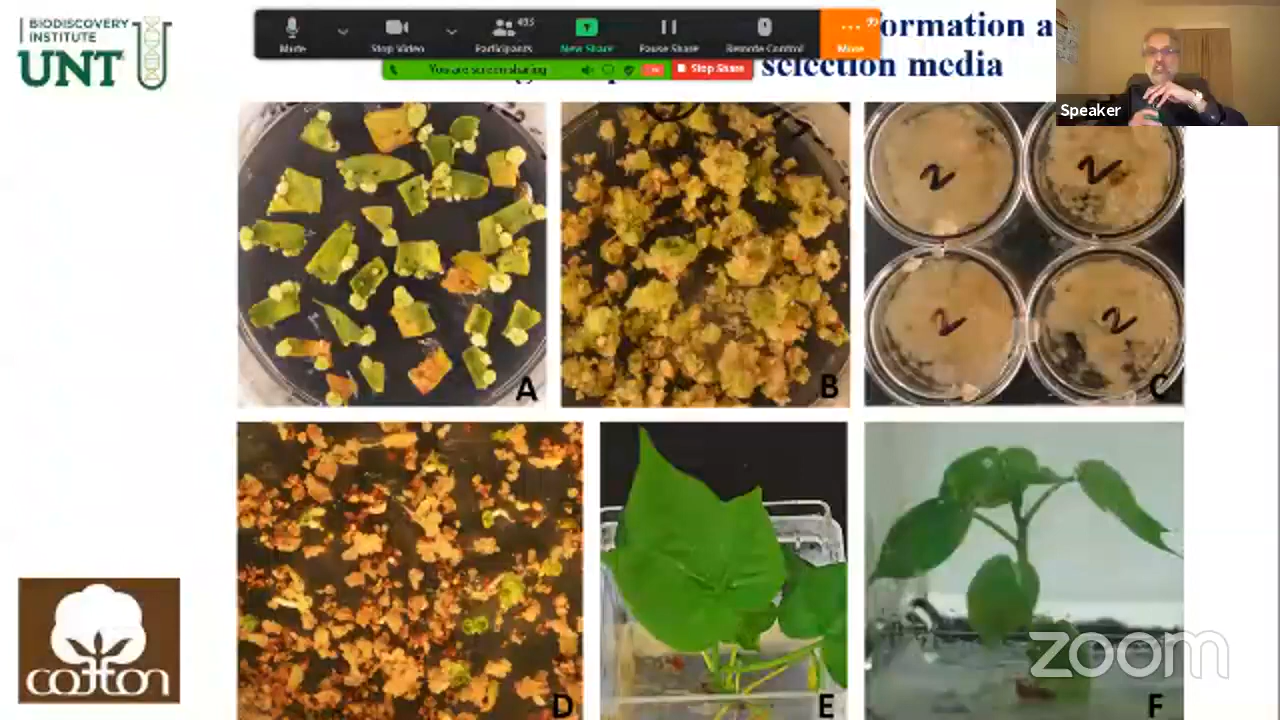 BIODISCOVERY
INSTITUTE
UNT
Mute
Stop Video
Participants
493
New Share
Pause Share
Remote Control
More
You are screen sharing
Stop Share
ormation a
selection media
Speaker
A
B
2
2
2
2
C
D
E
F
cotton
zoom